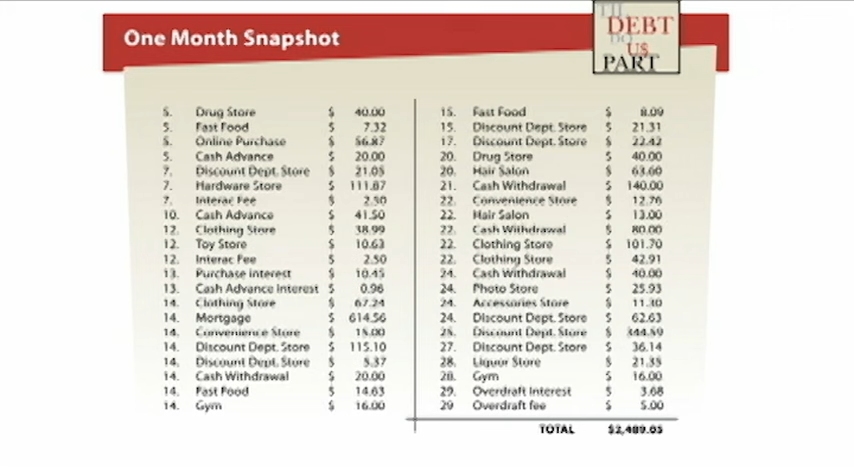 One Month Snapshot
TIL
DEBT
DO
U$
PART
5. Drug Store $ 40.00
5. Fast Food $ 7.32
5. Online Purchase $ 56.87
5. Cash Advance $ 20.00
7. Discount Dept. Store $ 21.05
7. Hardware Store $ 111.87
7. Interac Fee $ 2.50
10. Cash Advance $ 41.50
12. Clothing Store $ 38.99
12. Toy Store $ 10.63
12. Interac Fee $ 2.50
13. Purchase interest $ 10.45
13. Cash Advance Interest $ 0.96
14. Clothing Store $ 67.24
14. Mortgage $ 614.56
14. Convenience Store $ 15.00
14. Discount Dept. Store $ 115.10
14. Discount Dept. Store $ 5.37
14. Cash Withdrawal $ 20.00
14. Fast Food $ 14.63
14. Gym $ 16.00
15. Fast Food $ 8.09
15. Discount Dept. Store $ 21.31
17. Discount Dept. Store $ 22.42
20. Drug Store $ 40.00
20. Hair Salon $ 63.60
21. Cash Withdrawal $ 140.00
22. Convenience Store $ 12.76
22. Hair Salon $ 13.00
22. Cash Withdrawal $ 80.00
22. Clothing Store $ 101.70
22. Clothing Store $ 42.91
24. Cash Withdrawal $ 40.00
24. Photo Store $ 25.93
24. Accessories Store $ 11.30
24. Discount Dept. Store $ 62.63
25. Discount Dept. Store $ 344.59
27. Discount Dept. Store $ 36.14
28. Liquor Store $ 21.35
28. Gym $ 16.00
29. Overdraft Interest $ 3.68
29 Overdraft fee $ 5.00
TOTAL $2,489.05